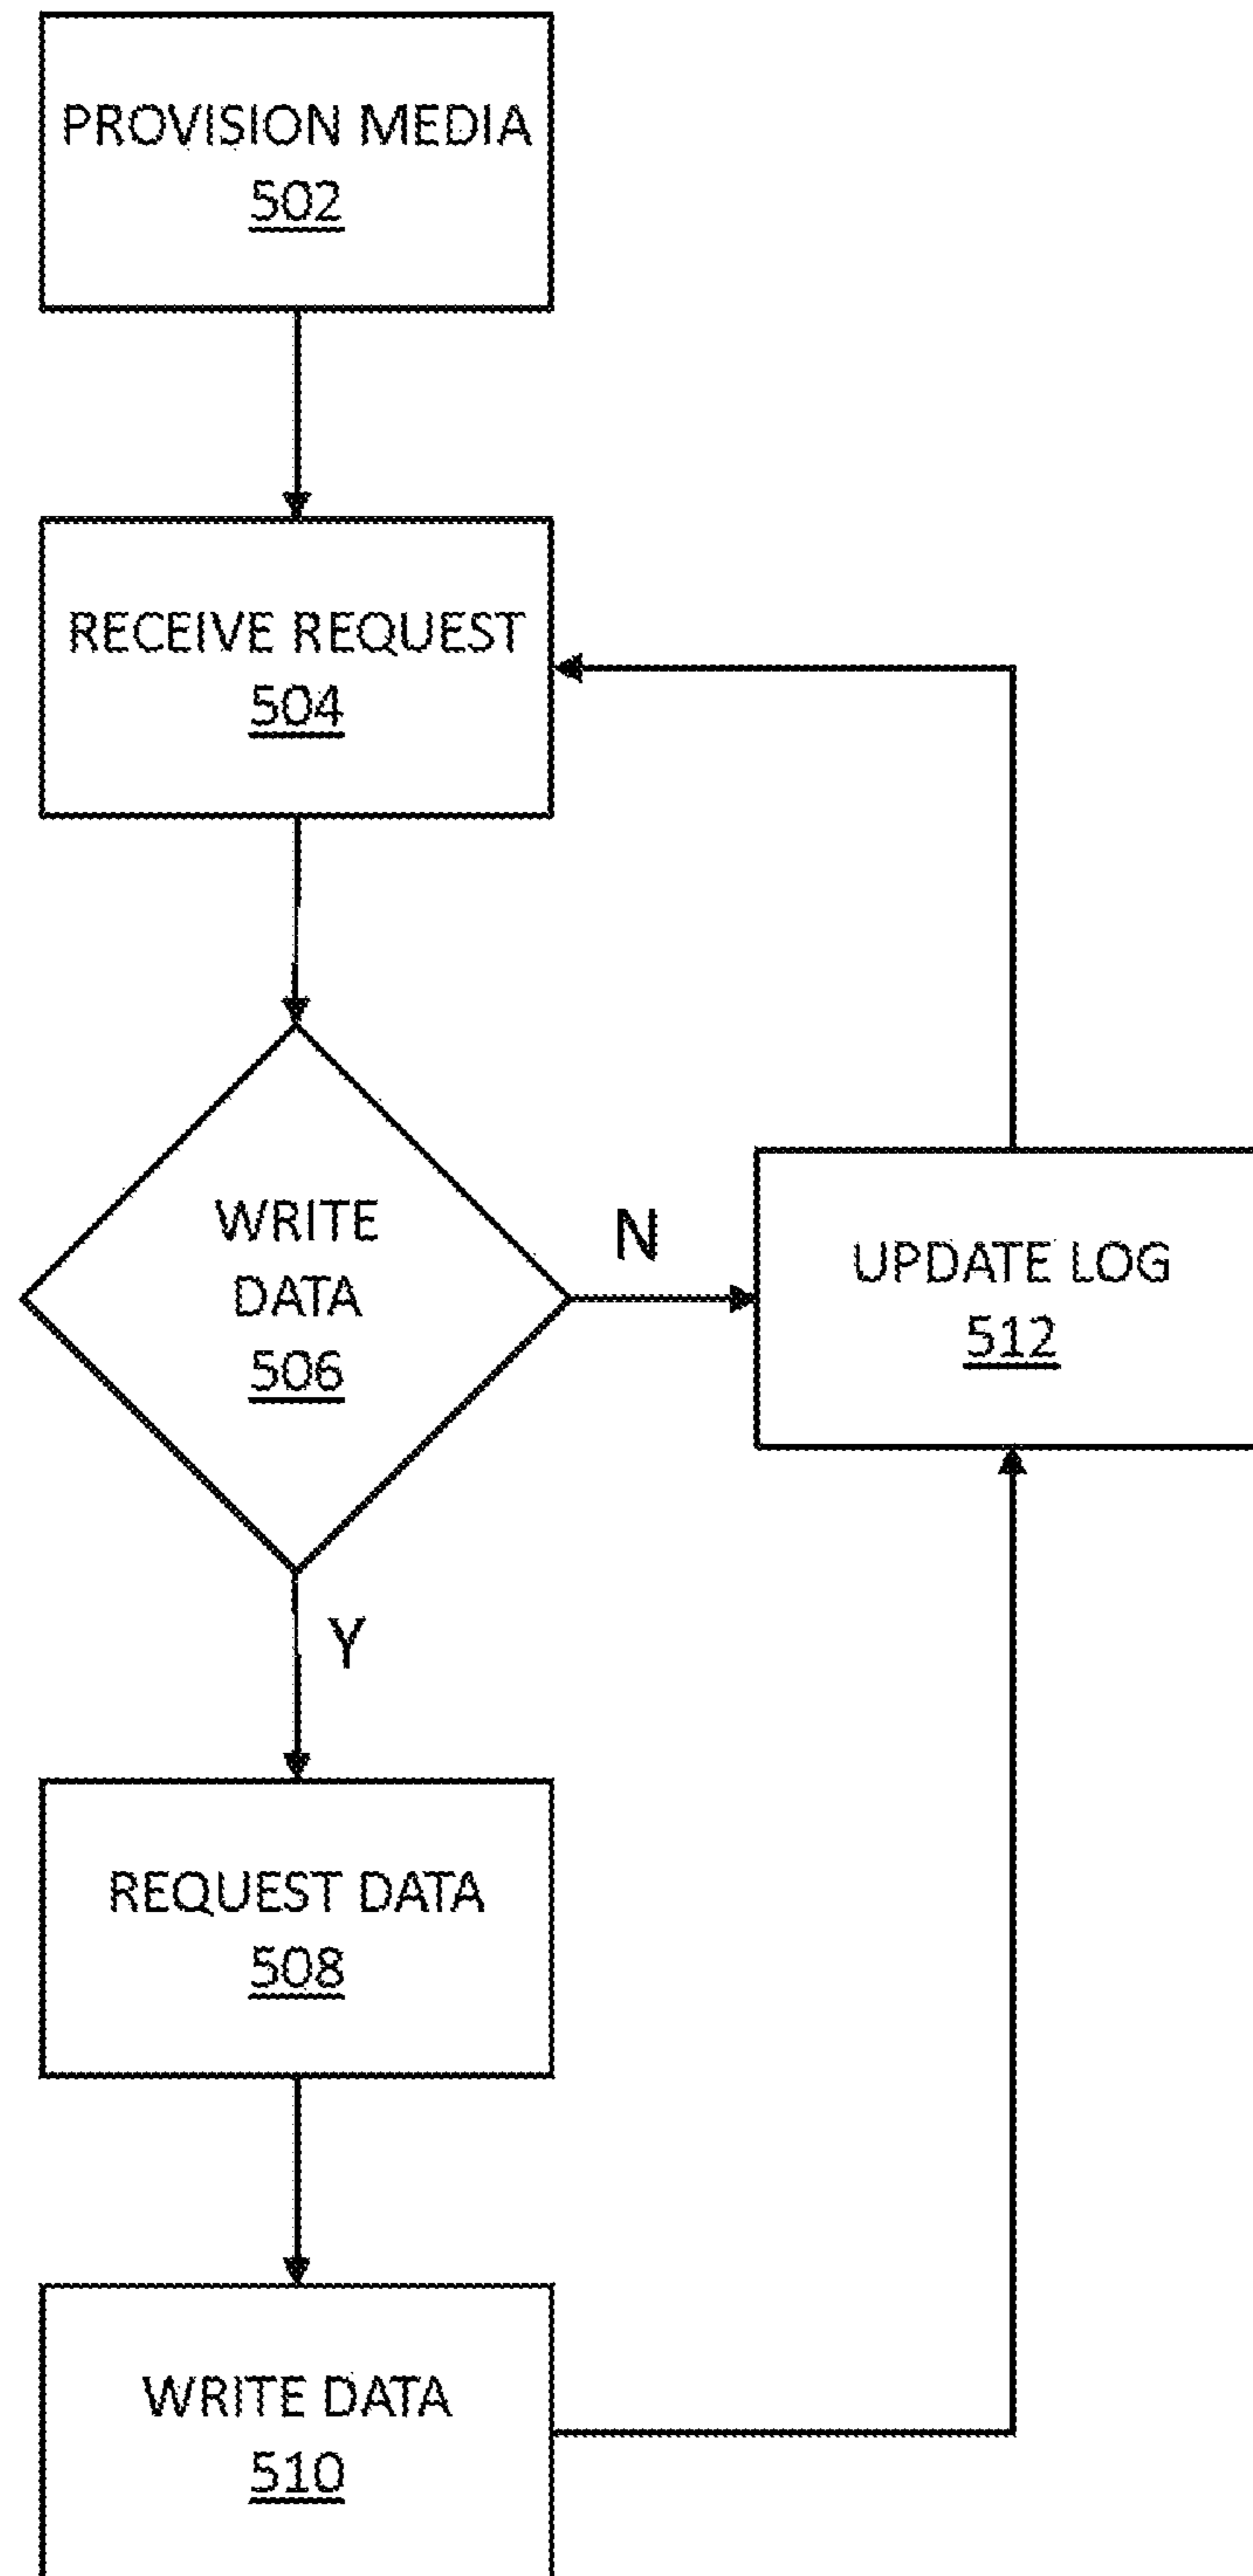 PROVISION MEDIA
502
RECEIVE REQUEST
504
WRITE
DATA
506
N
UPDATE LOG
512
Y
REQUEST DATA
508
WRITE DATA
510